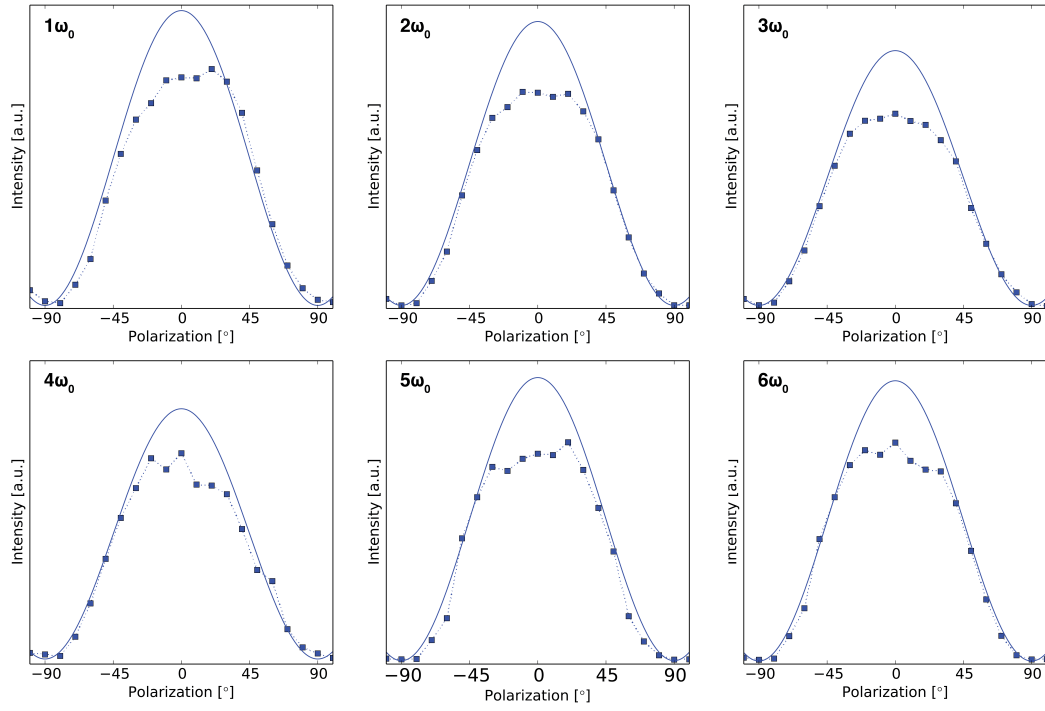 1ω₀
Intensity [a.u.]
−90 −45 0 45 90
Polarization [°]
2ω₀
Intensity [a.u.]
−90 −45 0 45 90
Polarization [°]
3ω₀
Intensity [a.u.]
−90 −45 0 45 90
Polarization [°]
4ω₀
Intensity [a.u.]
−90 −45 0 45 90
Polarization [°]
5ω₀
Intensity [a.u.]
−90 −45 0 45 90
Polarization [°]
6ω₀
Intensity [a.u.]
−90 −45 0 45 90
Polarization [°]